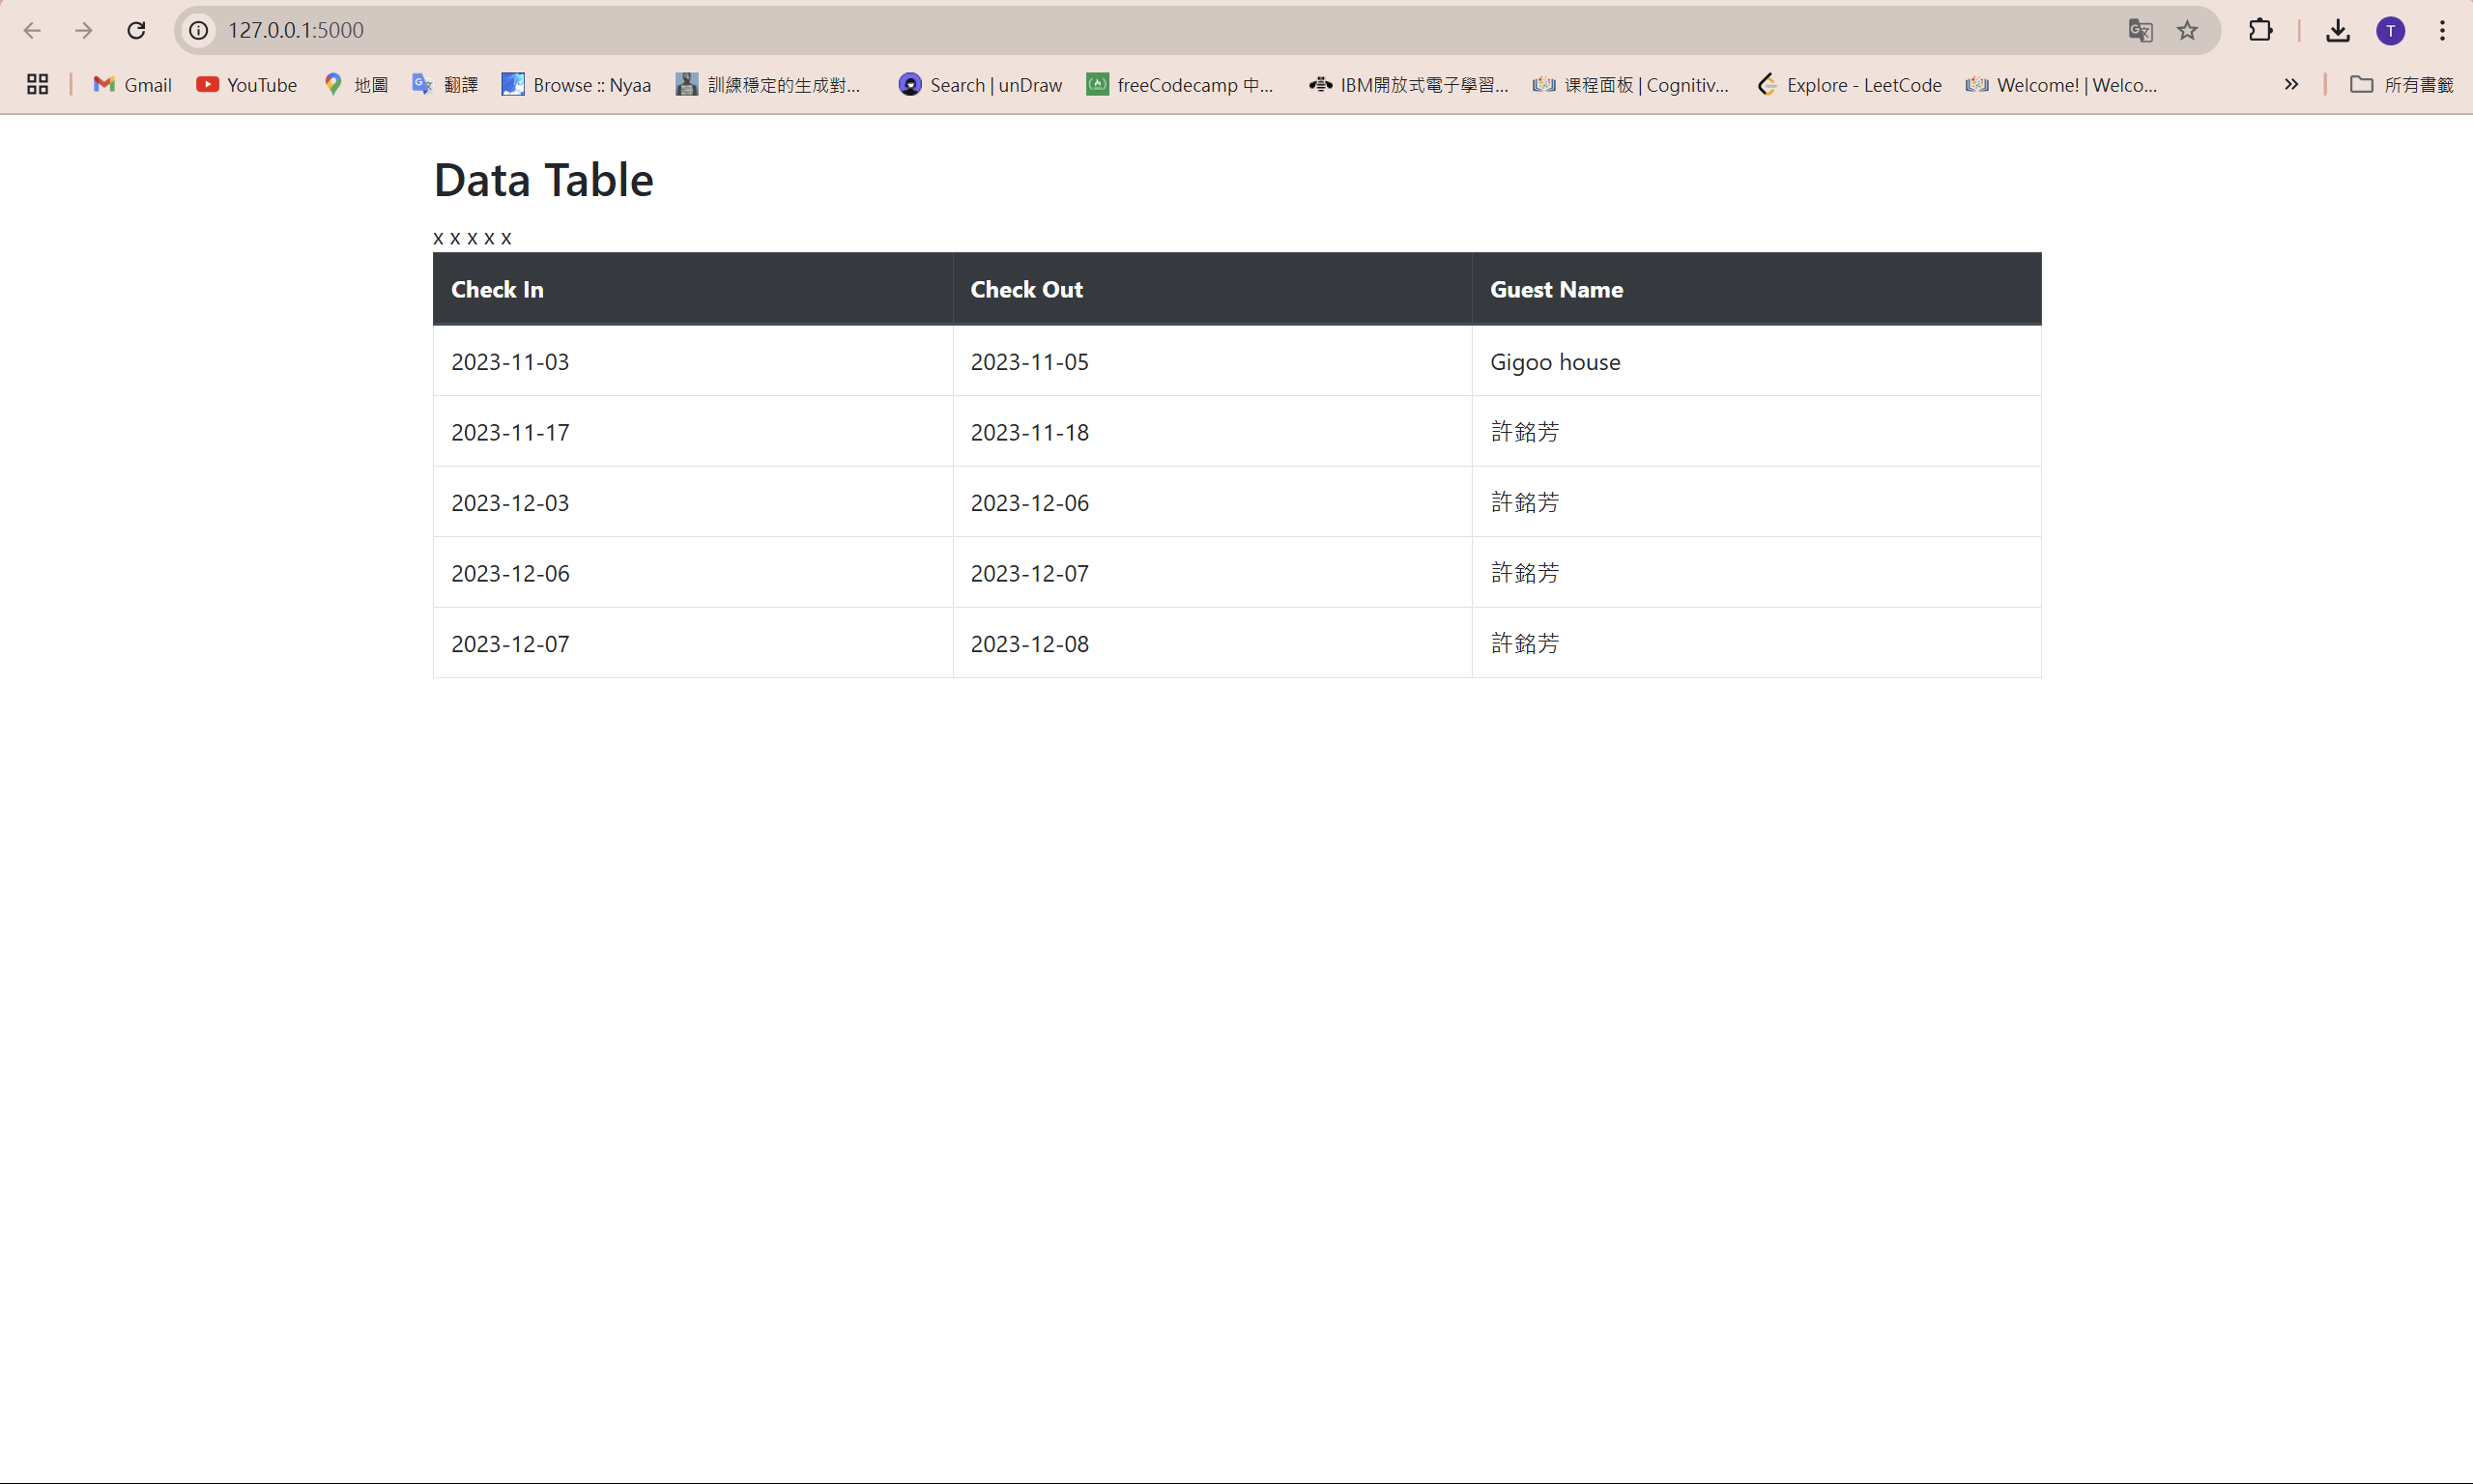 127.0.0.1:5000
T
Gmail YouTube 地圖 翻譯 Browse :: Nyaa 訓練穩定的生成對... Search | unDraw freeCodecamp 中... IBM開放式電子學習... 课程面板 | Cognitiv... Explore - LeetCode Welcome! | Welco... » 所有書籤
Data Table
x x x x x
Check In Check Out Guest Name
2023-11-03 2023-11-05 Gigoo house
2023-11-17 2023-11-18 許銘芳
2023-12-03 2023-12-06 許銘芳
2023-12-06 2023-12-07 許銘芳
2023-12-07 2023-12-08 許銘芳